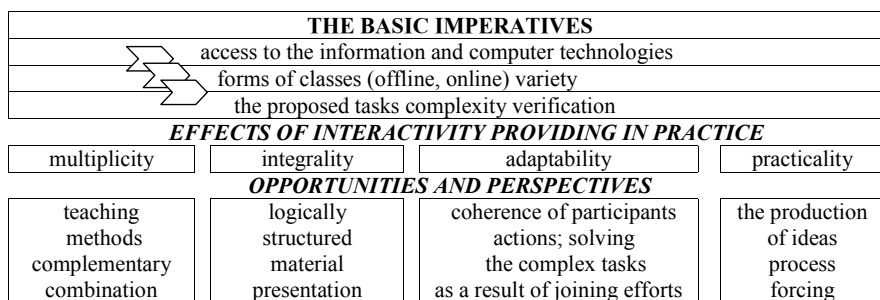 THE BASIC IMPERATIVES
access to the information and computer technologies
forms of classes (offline, online) variety
the proposed tasks complexity verification
EFFECTS OF INTERACTIVITY PROVIDING IN PRACTICE
multiplicity integrality adaptability practicality
OPPORTUNITIES AND PERSPECTIVES
teaching logically coherence of participants the production
methods structured actions; solving of ideas
complementary material the complex tasks process
combination presentation as a result of joining efforts forcing